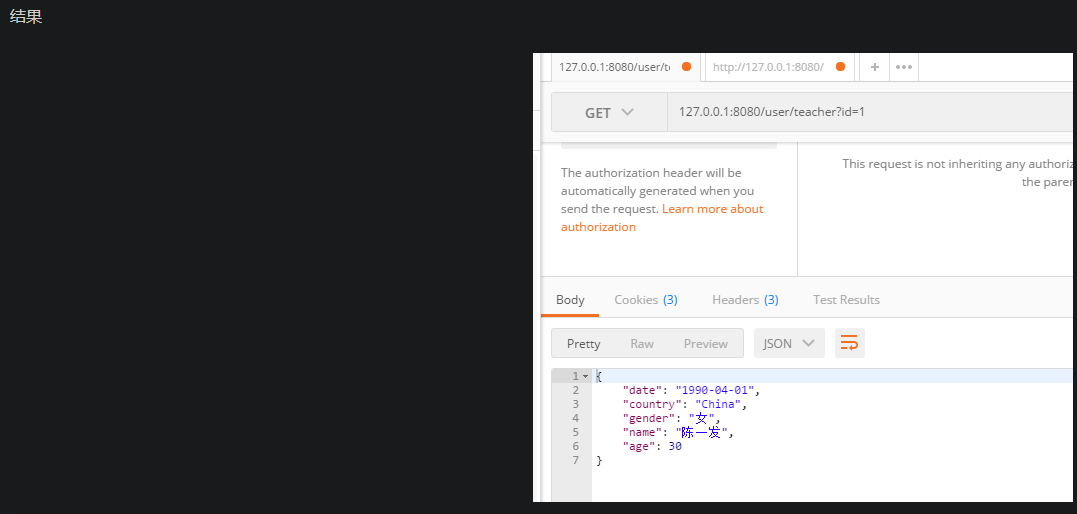 结果
127.0.0.1:8080/user/te
http://127.0.0.1:8080/
GET
127.0.0.1:8080/user/teacher?id=1
The authorization header will be
automatically generated when you
send the request. Learn more about
authorization
This request is not inheriting any authoriz
the paren
Body Cookies (3) Headers (3) Test Results
Pretty Raw Preview JSON
1 {
2 "date": "1990-04-01",
3 "country": "China",
4 "gender": "女",
5 "name": "陈一发",
6 "age": 30
7 }